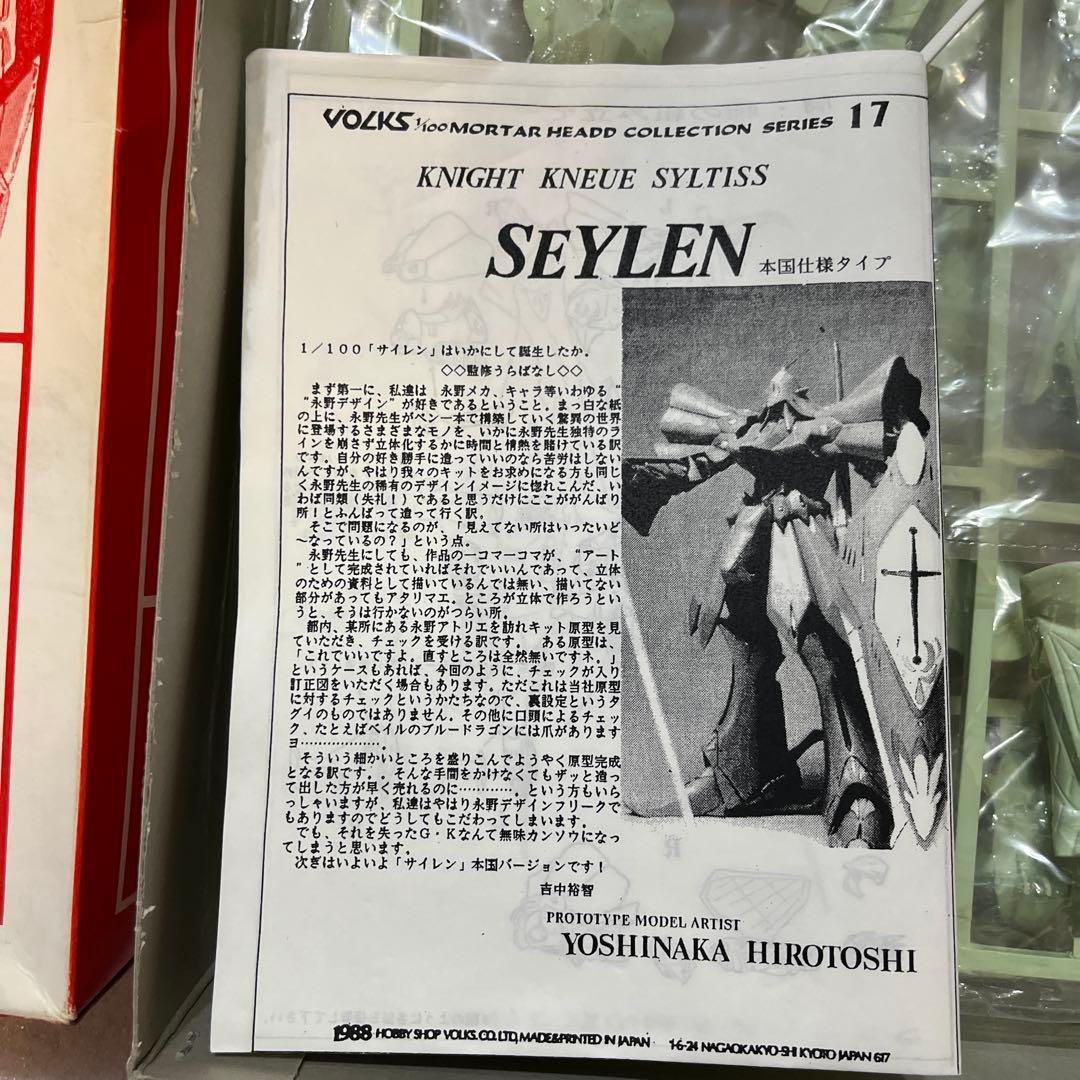 VOLKS 1/100 MORTAR HEADD COLLECTION SERIES 17
KNIGHT KNEUE SYLTISS
SEYLEN 本国仕様タイプ
1/100「サイレン」はいかにして誕生したか。
◇◇監修うらばなし◇◇
まず第一に、私達は 永野メカ、キャラ等いわゆる“
“永野デザイン”が好きであるということ。まっ白な紙
の上に、永野先生がペン一本で構築していく驚異の世界
に登場するさまざまなモノを、いかに永野先生独特のラ
インを崩さず立体化するかに時間と情熱を賭けている訳
です。自分の好き勝手に造っていいのなら苦労はしない
んですが、やはり我々のキットをお求めになる方も同じ
く永野先生の稀有のデザインイメージに惚れこんだ、い
わば同類(失礼!)であると思うだけにここががんばり
所!とふんばって造って行く訳。
そこで問題になるのが、「見えてない所はいったいど
〜なっているの?」という点。
永野先生にしても、作品の一コマ一コマが、“アート
”として完成されていればそれでいいんであって、立体
のための資料として描いているんでは無い、描いてない
部分があってもアタリマエ。ところが立体で作ろうとい
うと、そうは行かないのがつらい所。
都内、某所にある永野アトリエを訪れキット原型を見
ていただき、チェックを受ける訳です。 ある原型は、
「これでいいですよ。直すところは全然無いですネ。」
というケースもあれば、今回のように、チェックが入り
訂正図をいただく場合もあります。ただこれは当社原型
に対するチェックというかたちなので、裏設定というタ
グイのものではありません。その他に口頭によるチェッ
ク、たとえばベイルのブルードラゴンには爪があります
ヨ………………。
そういう細かいところを盛りこんでようやく原型完成
となる訳です。。そんな手間をかけなくてもザッと造っ
て出した方が早く売れるのに…………。という方もいら
っしゃいますが、私達はやはり永野デザインフリークで
もありますのでどうしてもこだわってしまいます。
でも、それを失ったG・Kなんて無味カンソウになっ
てしまうと思います。
次ぎはいよいよ「サイレン」本国バージョンです!
吉中裕智
PROTOTYPE MODEL ARTIST
YOSHINAKA HIROTOSHI
1988 HOBBY SHOP VOLKS. CO. LTD, MADE&PRINTED IN JAPAN 1-6-24 NAGAOKAKYO-SHI KYOTO JAPAN 617